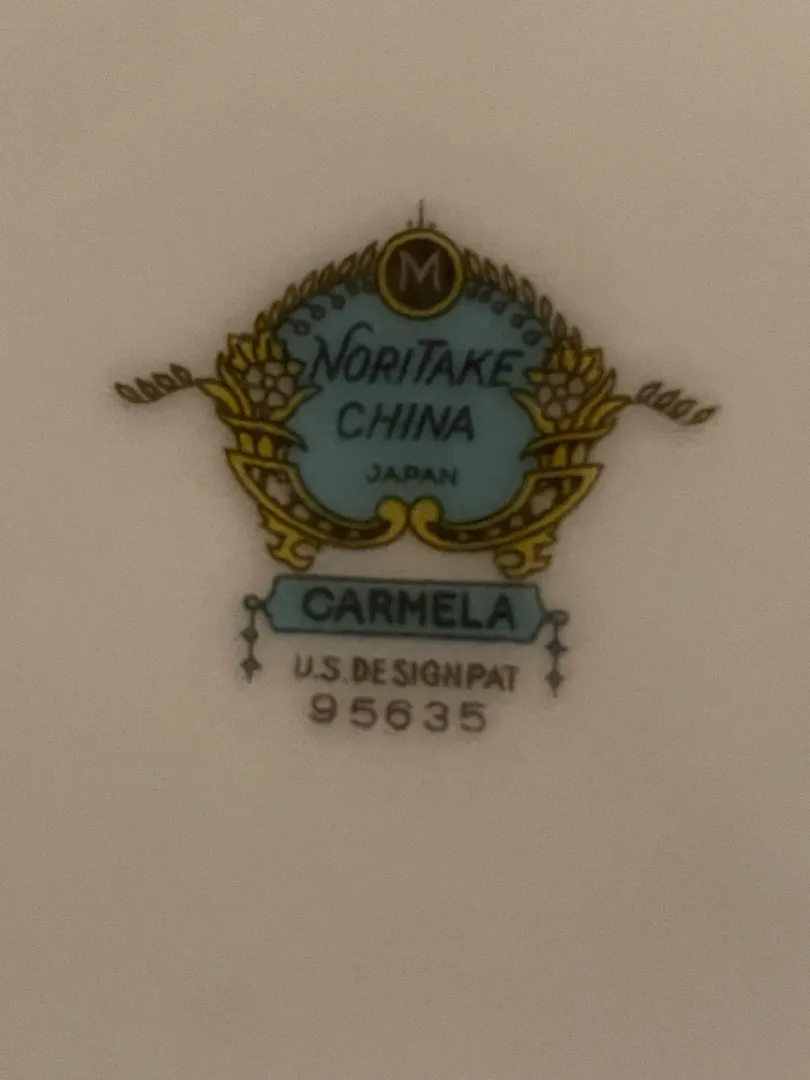 M
NORITAKE
CHINA
JAPAN
CARMELA
U.S. DESIGN PAT
95635